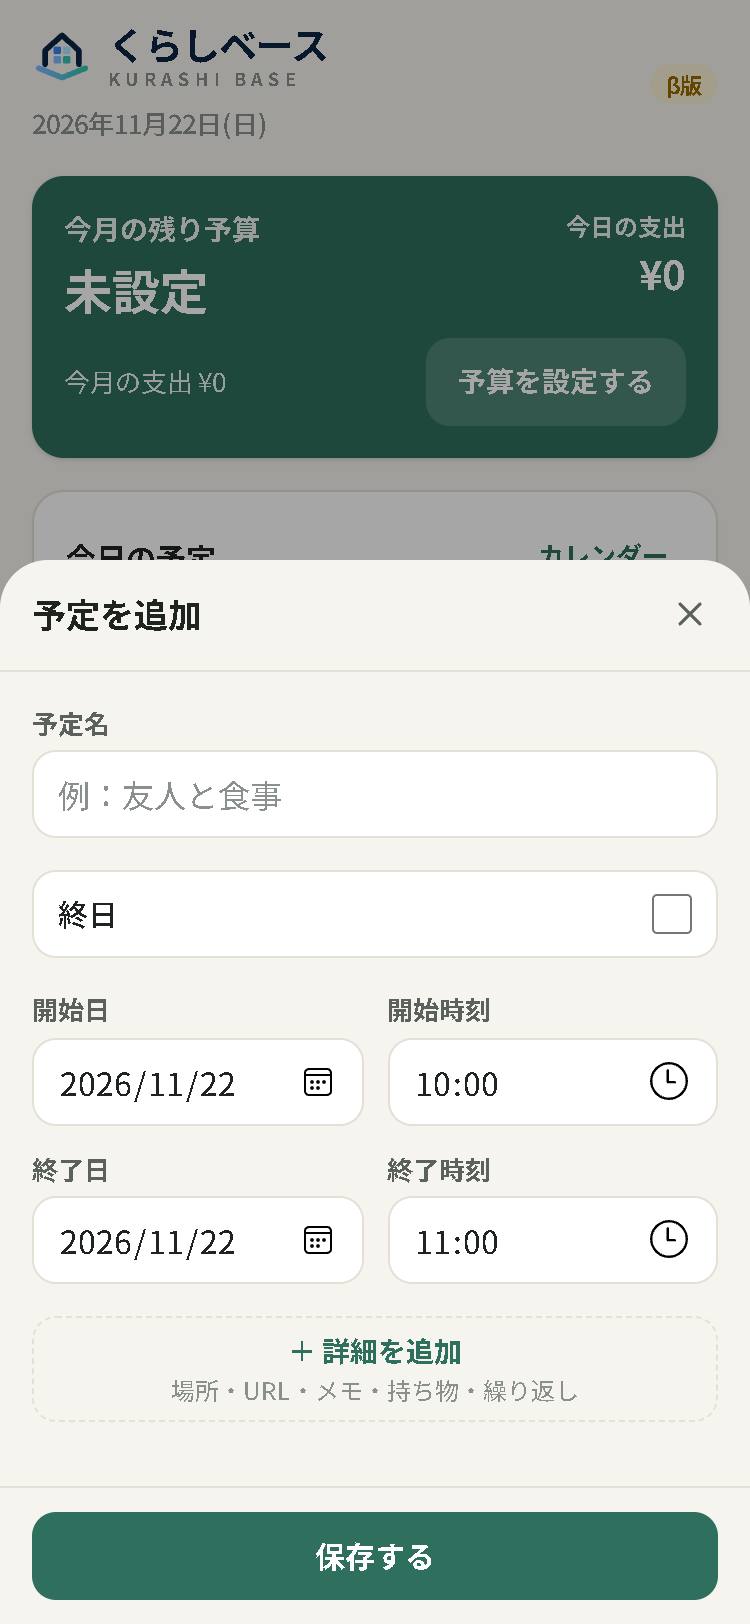 くらしベース
KURASHI BASE
β版
2026年11月22日(日)
今月の残り予算
今日の支出
未設定
¥0
今月の支出 ¥0
予算を設定する
今日の予定
カレンダー
予定を追加
予定名
例：友人と食事
終日
開始日
開始時刻
2026/11/22
10:00
終了日
終了時刻
2026/11/22
11:00
＋ 詳細を追加
場所・URL・メモ・持ち物・繰り返し
保存する